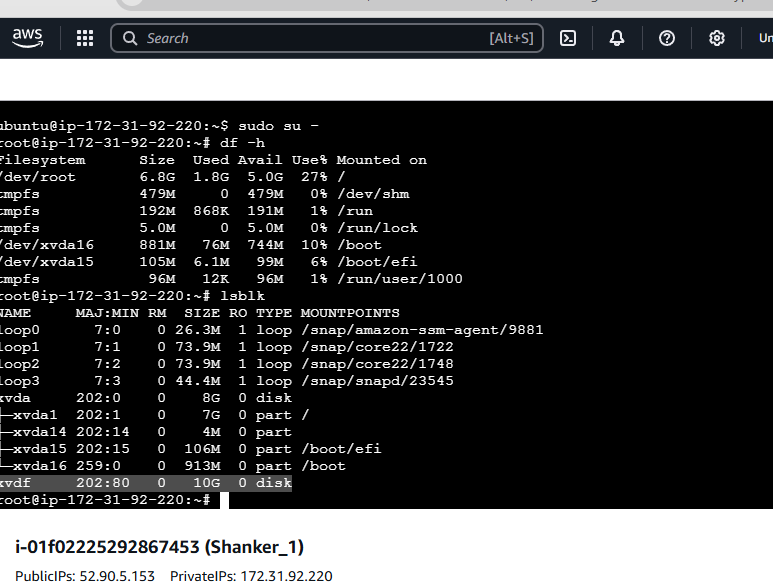 aws Search [Alt+S] Un
ubuntu@ip-172-31-92-220:~$ sudo su -
root@ip-172-31-92-220:~# df -h
Filesystem Size Used Avail Use% Mounted on
/dev/root 6.8G 1.8G 5.0G 27% /
tmpfs 479M 0 479M 0% /dev/shm
tmpfs 192M 868K 191M 1% /run
tmpfs 5.0M 0 5.0M 0% /run/lock
/dev/xvda16 881M 76M 744M 10% /boot
/dev/xvda15 105M 6.1M 99M 6% /boot/efi
tmpfs 96M 12K 96M 1% /run/user/1000
root@ip-172-31-92-220:~# lsblk
NAME MAJ:MIN RM SIZE RO TYPE MOUNTPOINTS
loop0 7:0 0 26.3M 1 loop /snap/amazon-ssm-agent/9881
loop1 7:1 0 73.9M 1 loop /snap/core22/1722
loop2 7:2 0 73.9M 1 loop /snap/core22/1748
loop3 7:3 0 44.4M 1 loop /snap/snapd/23545
xvda 202:0 0 8G 0 disk
├─xvda1 202:1 0 7G 0 part /
├─xvda14 202:14 0 4M 0 part
├─xvda15 202:15 0 106M 0 part /boot/efi
└─xvda16 259:0 0 913M 0 part /boot
xvdf 202:80 0 10G 0 disk
root@ip-172-31-92-220:~#
i-01f02225292867453 (Shanker_1)
PublicIPs: 52.90.5.153 PrivateIPs: 172.31.92.220